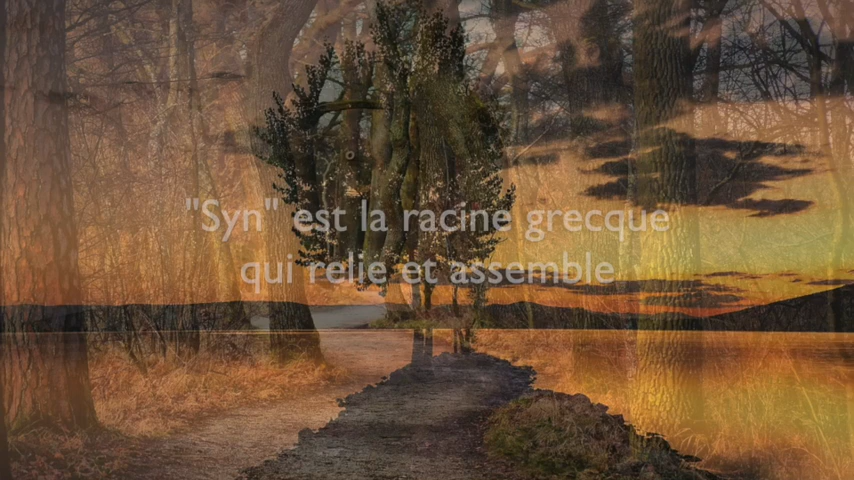 "Syn" est la racine grecque
qui relie et assemble